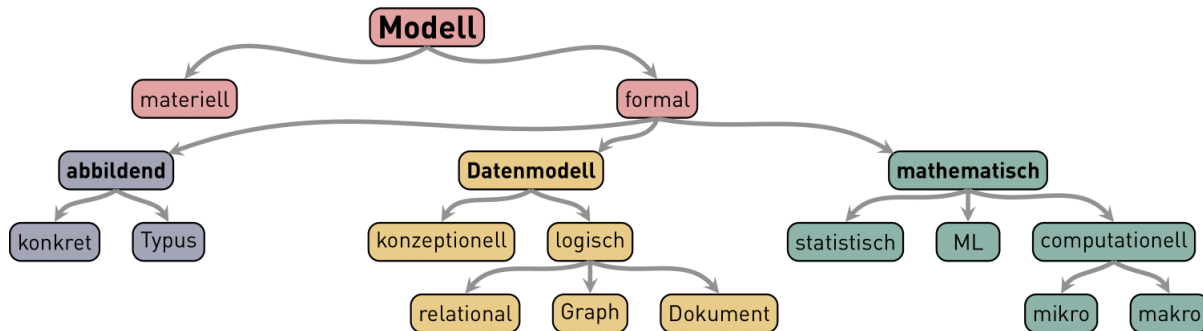 Modell
materiell
formal
abbildend
Datenmodell
mathematisch
konkret
Typus
konzeptionell
logisch
statistisch
ML
computationell
relational
Graph
Dokument
mikro
makro